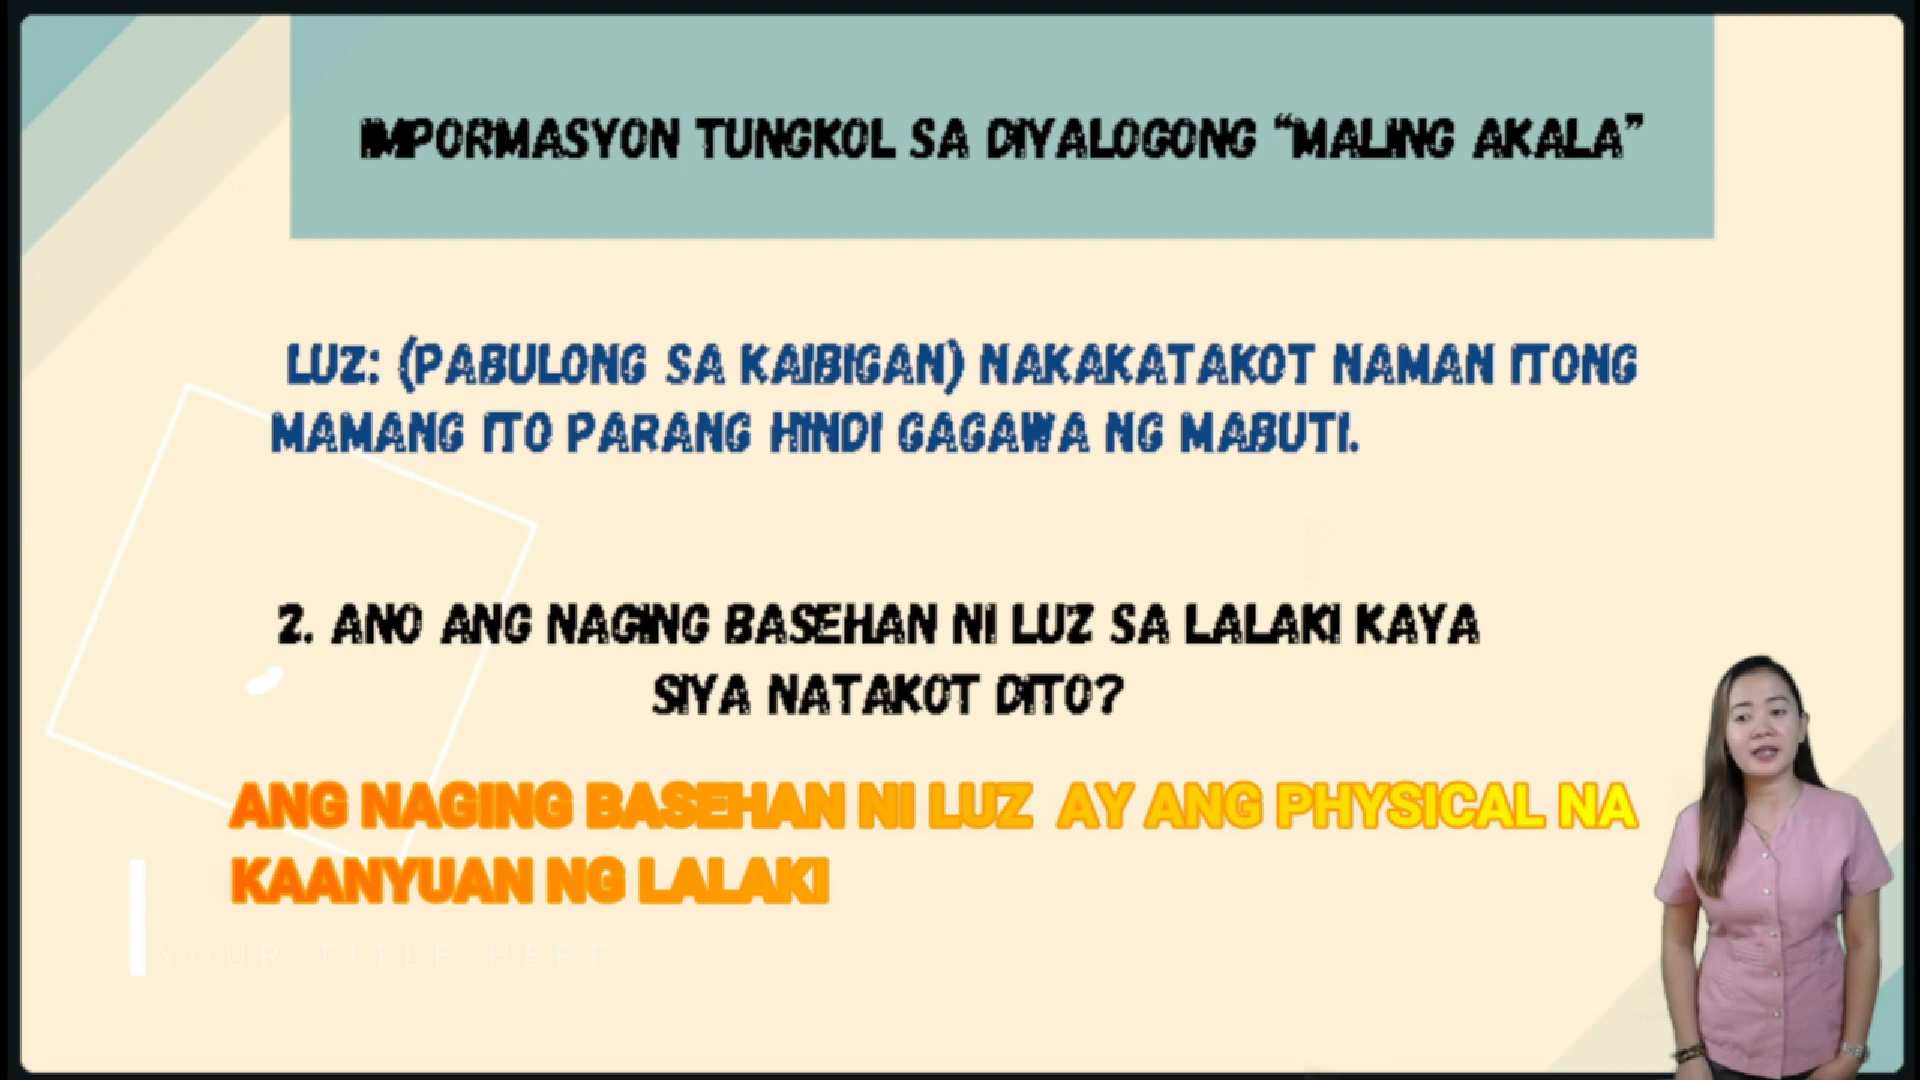 IMPORMASYON TUNGKOL SA DIYALOGONG “MALING AKALA”
LUZ: (PABULONG SA KAIBIGAN) NAKAKATAKOT NAMAN ITONG
MAMANG ITO PARANG HINDI GAGAWA NG MABUTI.
2. ANO ANG NAGING BASEHAN NI LUZ SA LALAKI KAYA
SIYA NATAKOT DITO?
ANG NAGING BASEHAN NI LUZ AY ANG PHYSICAL NA
KAANYUAN NG LALAKI
YOUR TITLE HERE